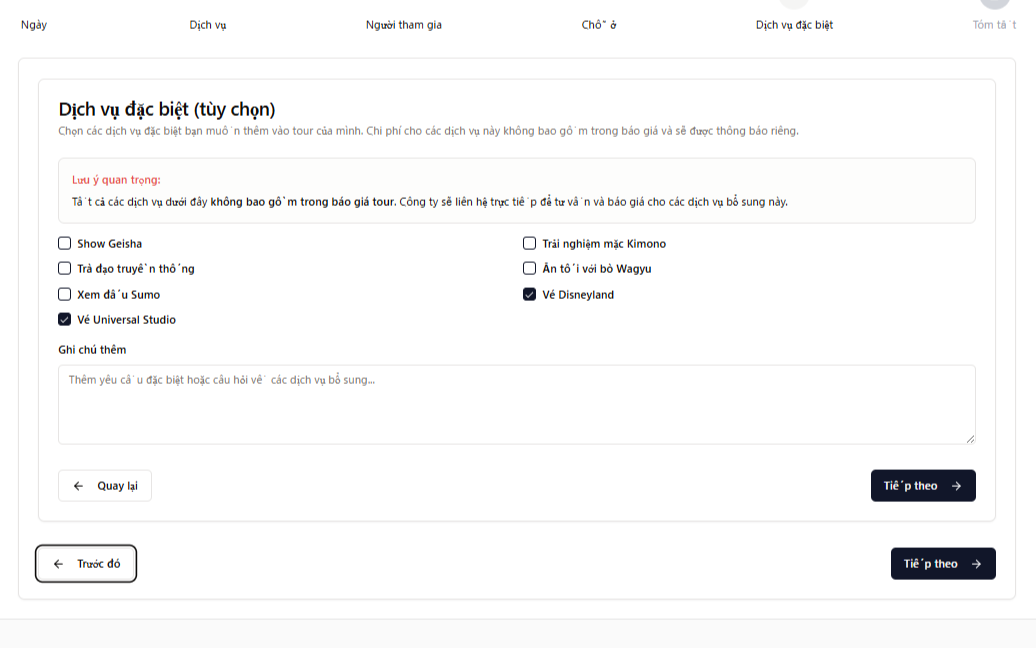 Ngày Dịch vụ Người tham gia Chỗ ở Dịch vụ đặc biệt Tóm tắt
Dịch vụ đặc biệt (tùy chọn)
Chọn các dịch vụ đặc biệt bạn muốn thêm vào tour của mình. Chi phí cho các dịch vụ này không bao gồm trong báo giá và sẽ được thông báo riêng.
Lưu ý quan trọng:
Tất cả các dịch vụ dưới đây không bao gồm trong báo giá tour. Công ty sẽ liên hệ trực tiếp để tư vấn và báo giá cho các dịch vụ bổ sung này.
Show Geisha
Trải nghiệm mặc Kimono
Trà đạo truyền thống
Ăn tối với bò Wagyu
Xem dấu Sumo
Vé Disneyland
Vé Universal Studio
Ghi chú thêm
Thêm yêu cầu đặc biệt hoặc câu hỏi về các dịch vụ bổ sung...
Quay lại
Tiếp theo
Trước đó
Tiếp theo